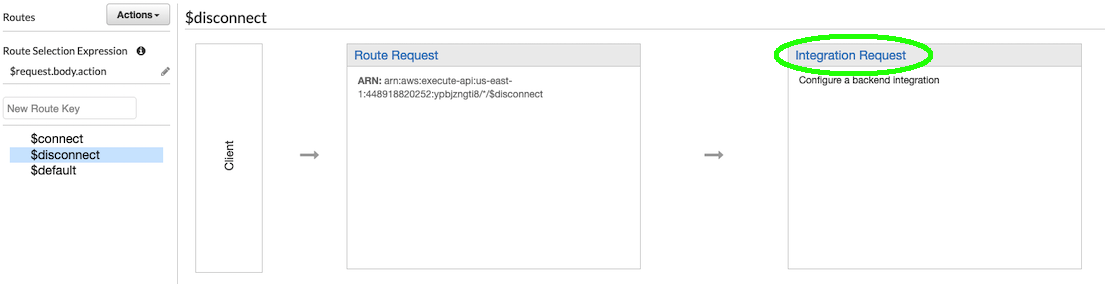 Routes
Actions
Route Selection Expression
$request.body.action
New Route Key
$connect
$disconnect
$default
$disconnect
Client
Route Request
ARN: arn:aws:execute-api:us-east-
1:448918820252:ypbjzngti8/*/$disconnect
Integration Request
Configure a backend integration